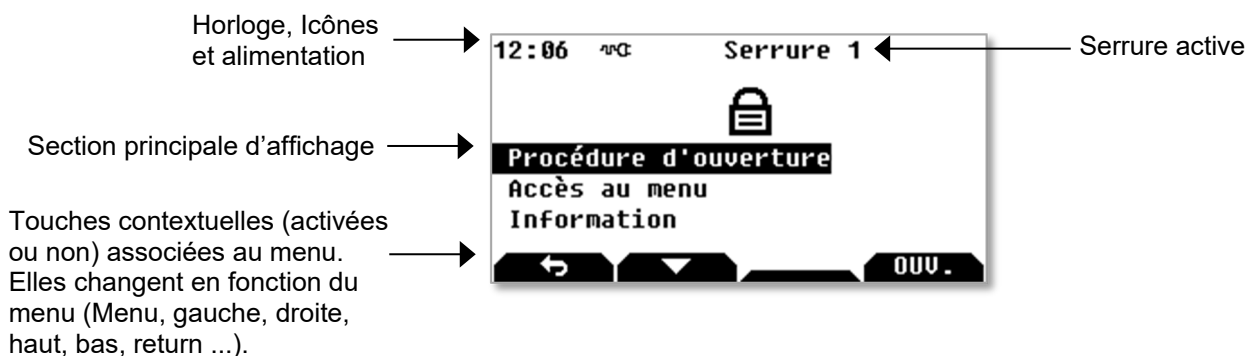 Horloge, Icônes
et alimentation
12:06 Serrure 1
Serrure active
Section principale d’affichage
Procédure d'ouverture
Accès au menu
Information
Touches contextuelles (activées
ou non) associées au menu.
Elles changent en fonction du
menu (Menu, gauche, droite,
haut, bas, return ...).
OUV.